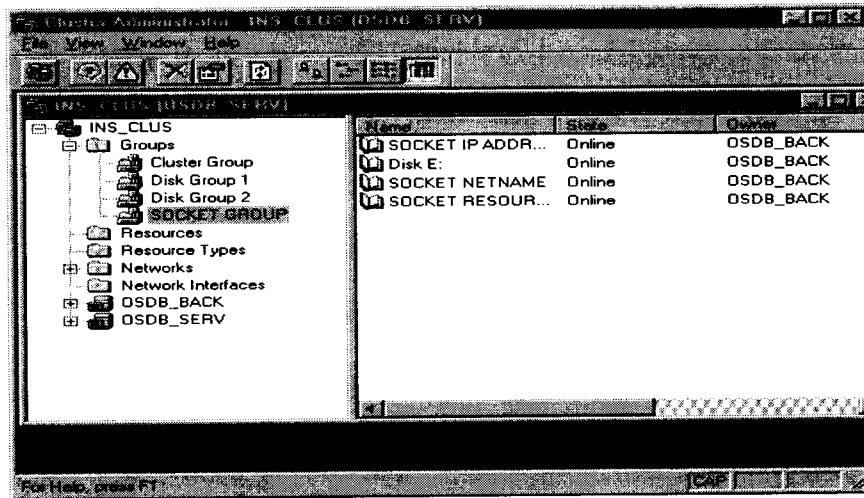 Cluster Administrator - INS_CLUS (OSDB_SERV)
File View Window Help
INS_CLUS (OSDB_SERV)
INS_CLUS
Groups
Cluster Group
Disk Group 1
Disk Group 2
SOCKET GROUP
Resources
Resource Types
Networks
Network Interfaces
OSDB_BACK
OSDB_SERV
Name State Owner
SOCKET IP ADDR... Online OSDB_BACK
Disk E: Online OSDB_BACK
SOCKET NETNAME Online OSDB_BACK
SOCKET RESOUR... Online OSDB_BACK
For Help, press F1
CAP